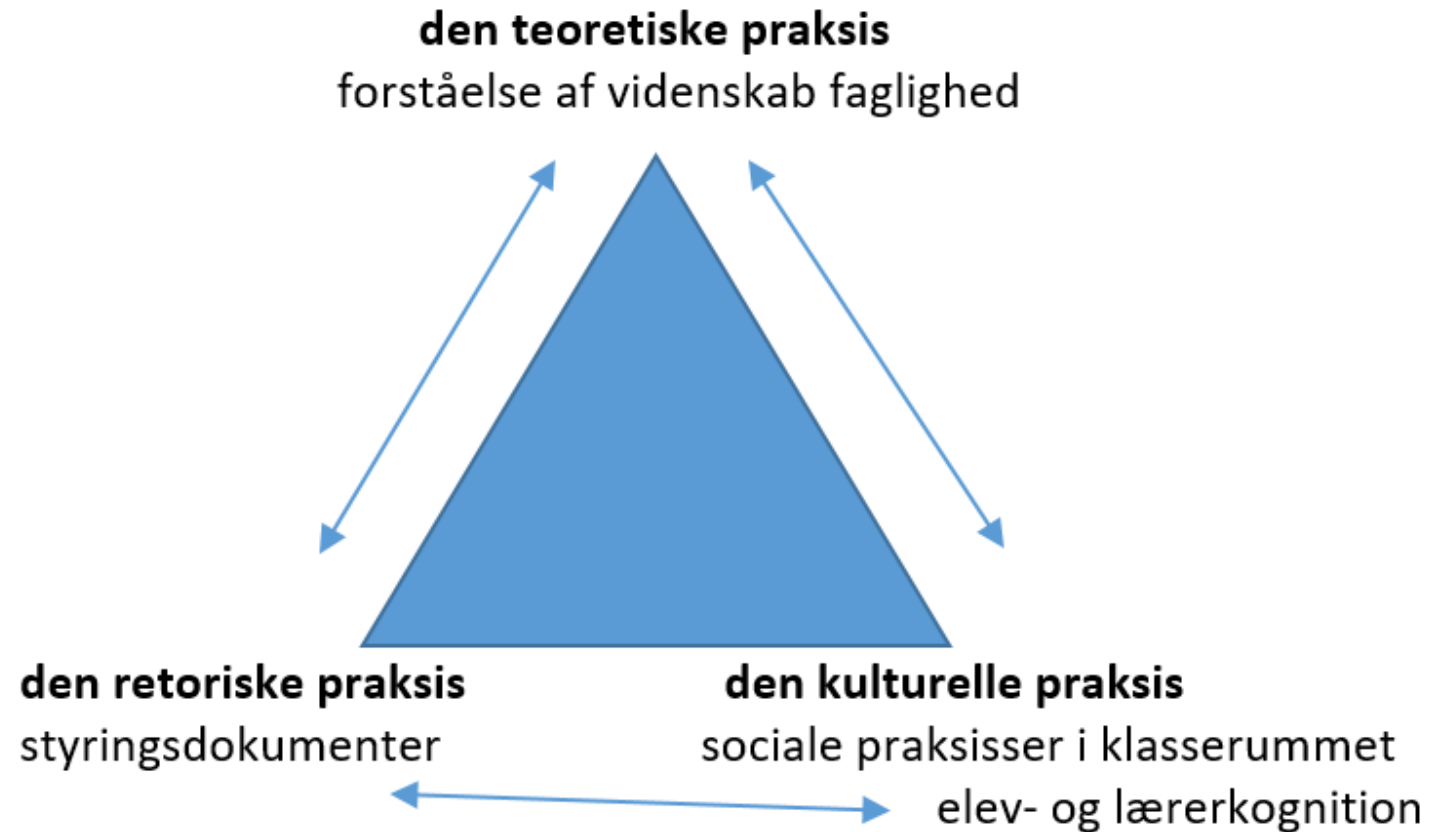 den teoretiske praksis
forståelse af videnskab faglighed
den retoriske praksis
styringsdokumenter
den kulturelle praksis
sociale praksisser i klasserummet
elev- og lærerkognition